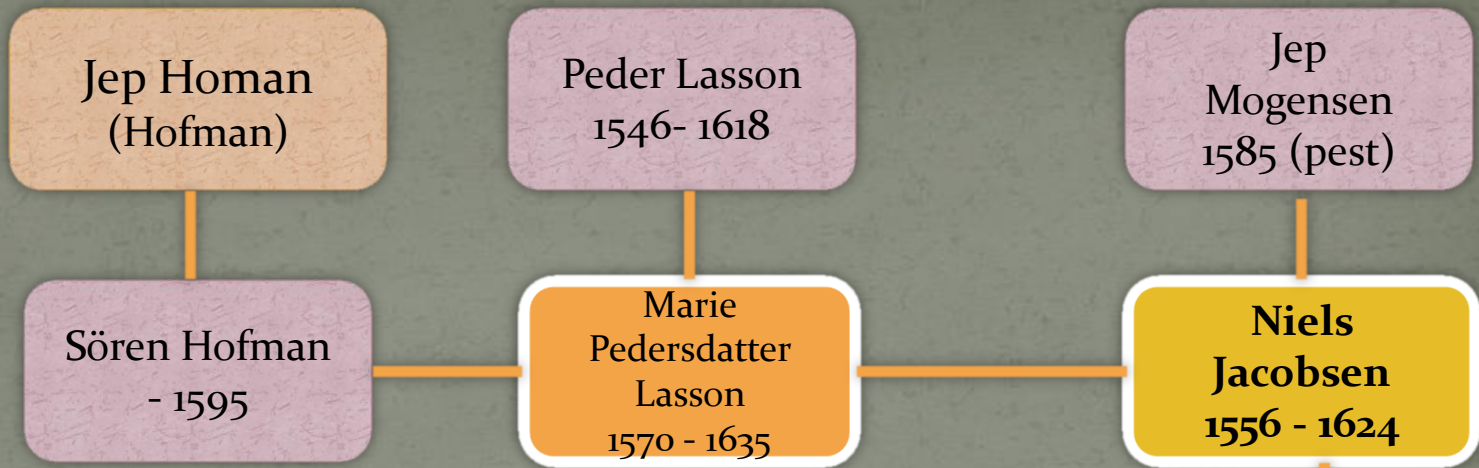 Jep Homan
(Hofman)
Peder Lasson
1546- 1618
Jep
Mogensen
1585 (pest)
Sören Hofman
- 1595
Marie
Pedersdatter
Lasson
1570 - 1635
Niels
Jacobsen
1556 - 1624